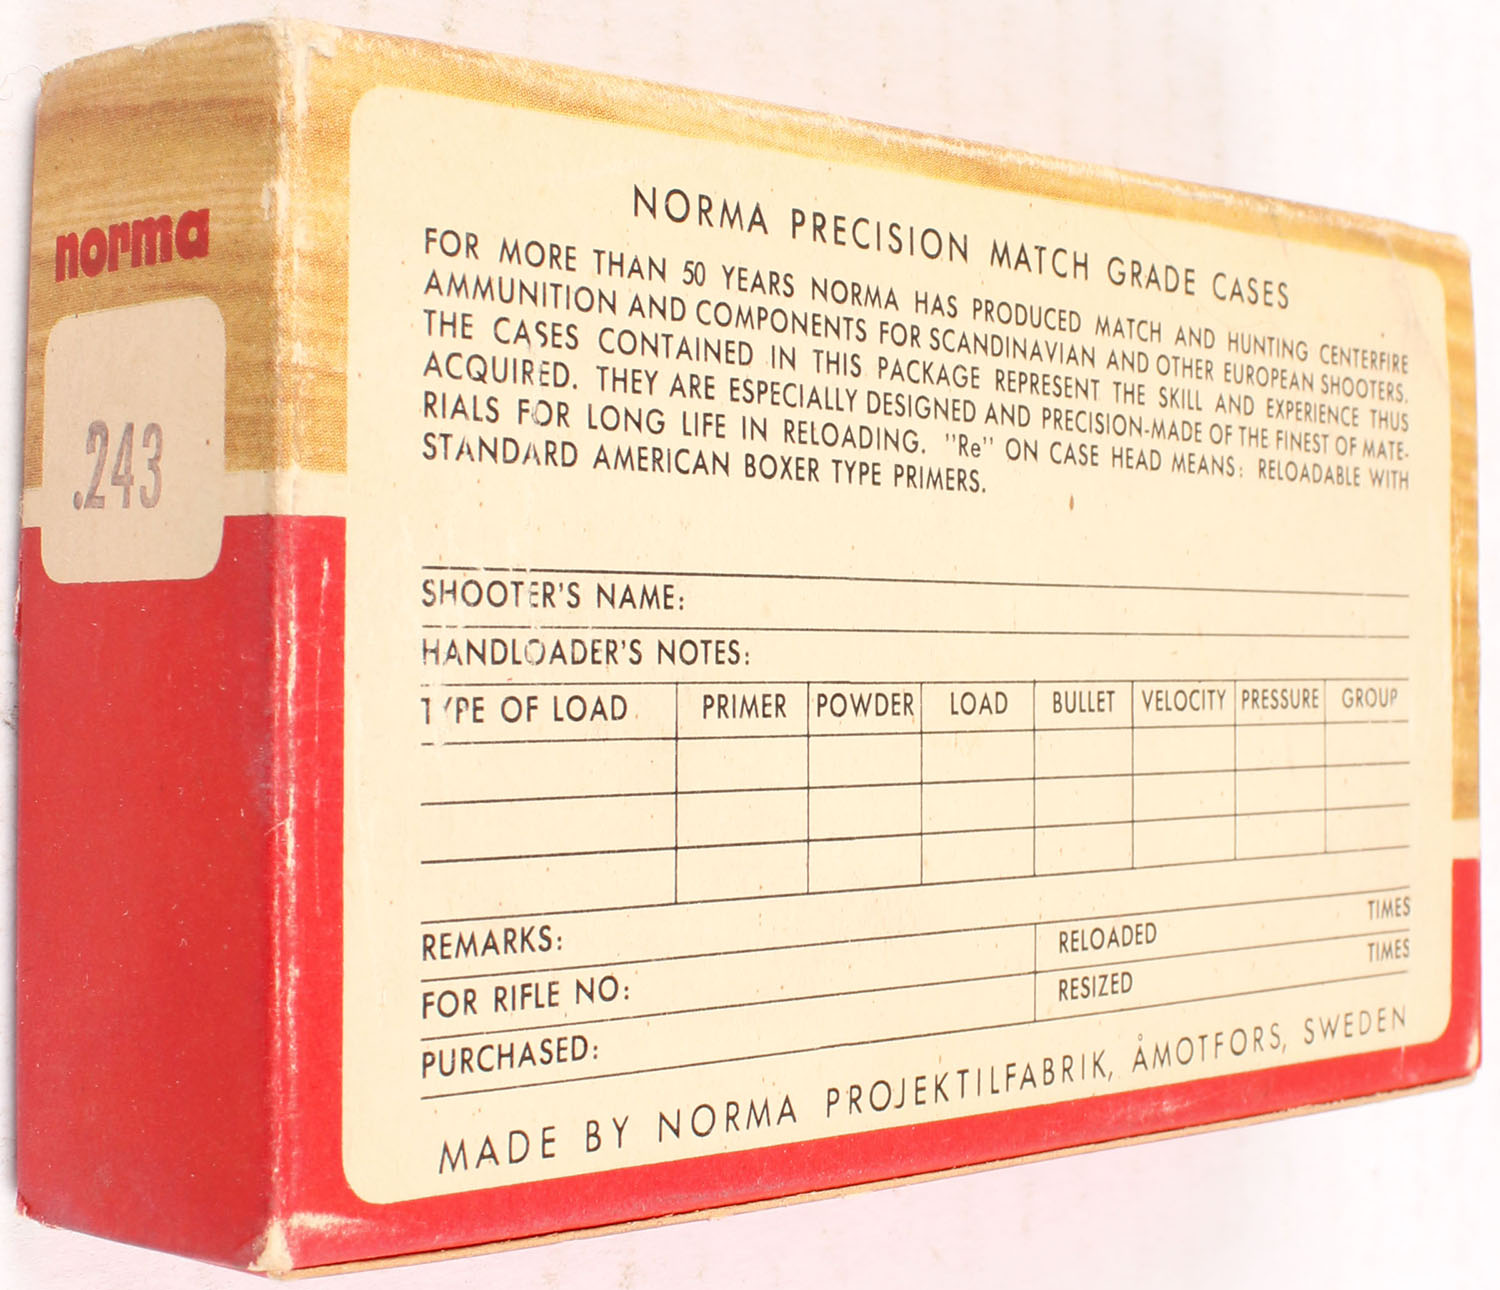 norma
.243
NORMA PRECISION MATCH GRADE CASES
FOR MORE THAN 50 YEARS NORMA HAS PRODUCED MATCH AND HUNTING CENTERFIRE
AMMUNITION AND COMPONENTS FOR SCANDINAVIAN AND OTHER EUROPEAN SHOOTERS.
THE CASES CONTAINED IN THIS PACKAGE REPRESENT THE SKILL AND EXPERIENCE THUS
ACQUIRED. THEY ARE ESPECIALLY DESIGNED AND PRECISION-MADE OF THE FINEST OF MATE-
RIALS FOR LONG LIFE IN RELOADING. "Re" ON CASE HEAD MEANS: RELOADABLE WITH
STANDARD AMERICAN BOXER TYPE PRIMERS.
SHOOTER'S NAME:
HANDLOADER'S NOTES:
TYPE OF LOAD PRIMER POWDER LOAD BULLET VELOCITY PRESSURE GROUP
REMARKS: RELOADED TIMES
FOR RIFLE NO: RESIZED TIMES
PURCHASED:
MADE BY NORMA PROJEKTILFABRIK, ÅMOTFORS, SWEDEN